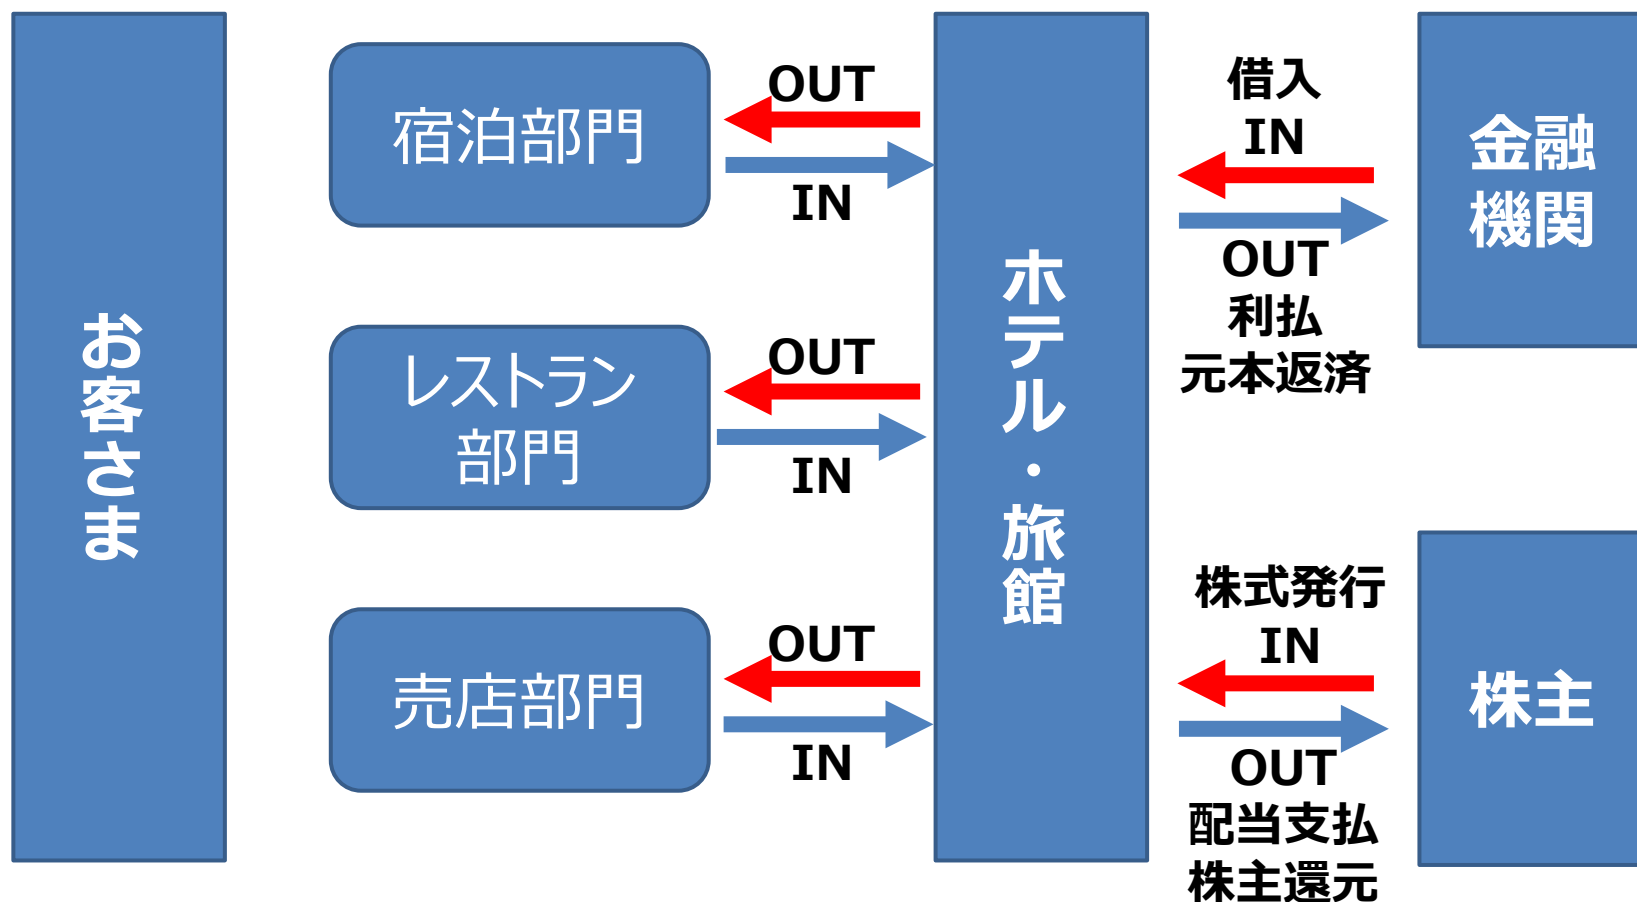 お客さま
宿泊部門
OUT
IN
レストラン
部門
OUT
IN
売店部門
OUT
IN
ホテル・旅館
借入
IN
OUT
利払
元本返済
金融
機関
株式発行
IN
OUT
配当支払
株主還元
株主